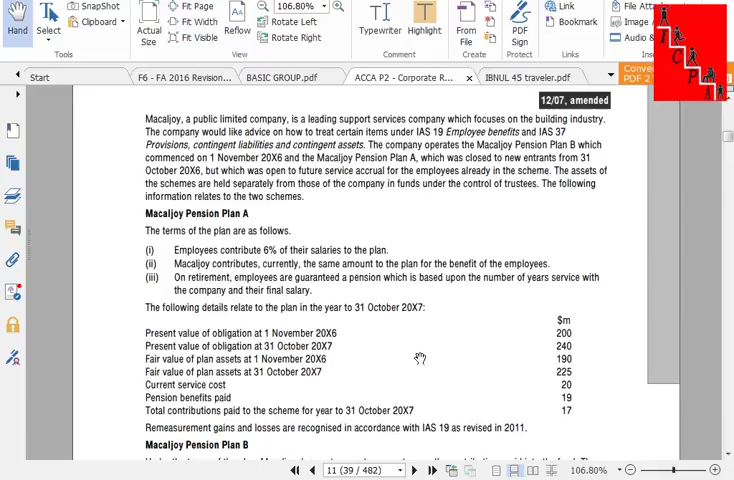 SnapShot
Clipboard
Hand
Select
Tools
Actual Size
Fit Page
Fit Width
Fit Visible
106.80%
Reflow
Rotate Left
Rotate Right
View
Typewriter
Highlight
Comment
From File
Create
PDF Sign
Protect
Link
Bookmark
Links
File Atta
Image
Audio &
Start
F6 - FA 2016 Revision...
BASIC GROUP.pdf
ACCA P2 - Corporate R...
IBNUL 45 traveler.pdf
PDF 2
I
C
P
A
12/07, amended
Macaljoy, a public limited company, is a leading support services company which focuses on the building industry.
The company would like advice on how to treat certain items under IAS 19 Employee benefits and IAS 37
Provisions, contingent liabilities and contingent assets. The company operates the Macaljoy Pension Plan B which
commenced on 1 November 20X6 and the Macaljoy Pension Plan A, which was closed to new entrants from 31
October 20X6, but which was open to future service accrual for the employees already in the scheme. The assets of
the schemes are held separately from those of the company in funds under the control of trustees. The following
information relates to the two schemes.
Macaljoy Pension Plan A
The terms of the plan are as follows.
(i) Employees contribute 6% of their salaries to the plan.
(ii) Macaljoy contributes, currently, the same amount to the plan for the benefit of the employees.
(iii) On retirement, employees are guaranteed a pension which is based upon the number of years service with
the company and their final salary.
The following details relate to the plan in the year to 31 October 20X7:
$m
Present value of obligation at 1 November 20X6 200
Present value of obligation at 31 October 20X7 240
Fair value of plan assets at 1 November 20X6 190
Fair value of plan assets at 31 October 20X7 225
Current service cost 20
Pension benefits paid 19
Total contributions paid to the scheme for year to 31 October 20X7 17
Remeasurement gains and losses are recognised in accordance with IAS 19 as revised in 2011.
Macaljoy Pension Plan B
11 (39 / 482)
106.80%